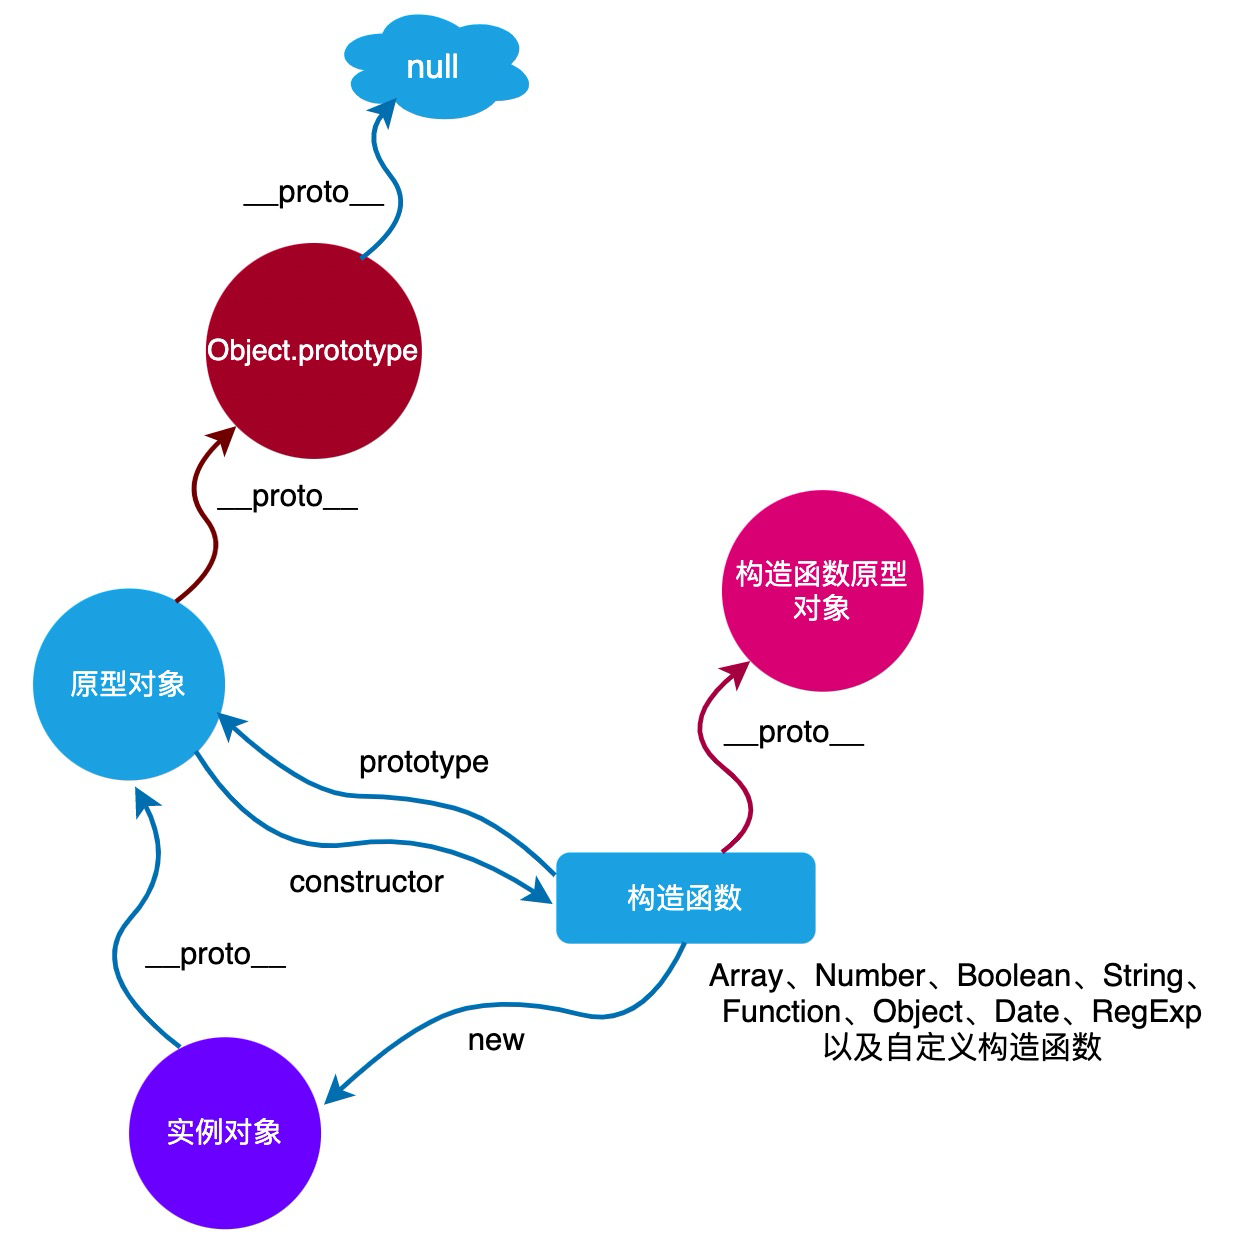 null
__proto__
Object.prototype
__proto__
构造函数原型
对象
原型对象
__proto__
prototype
constructor
构造函数
__proto__
Array、Number、Boolean、String、
Function、Object、Date、RegExp
以及自定义构造函数
new
实例对象